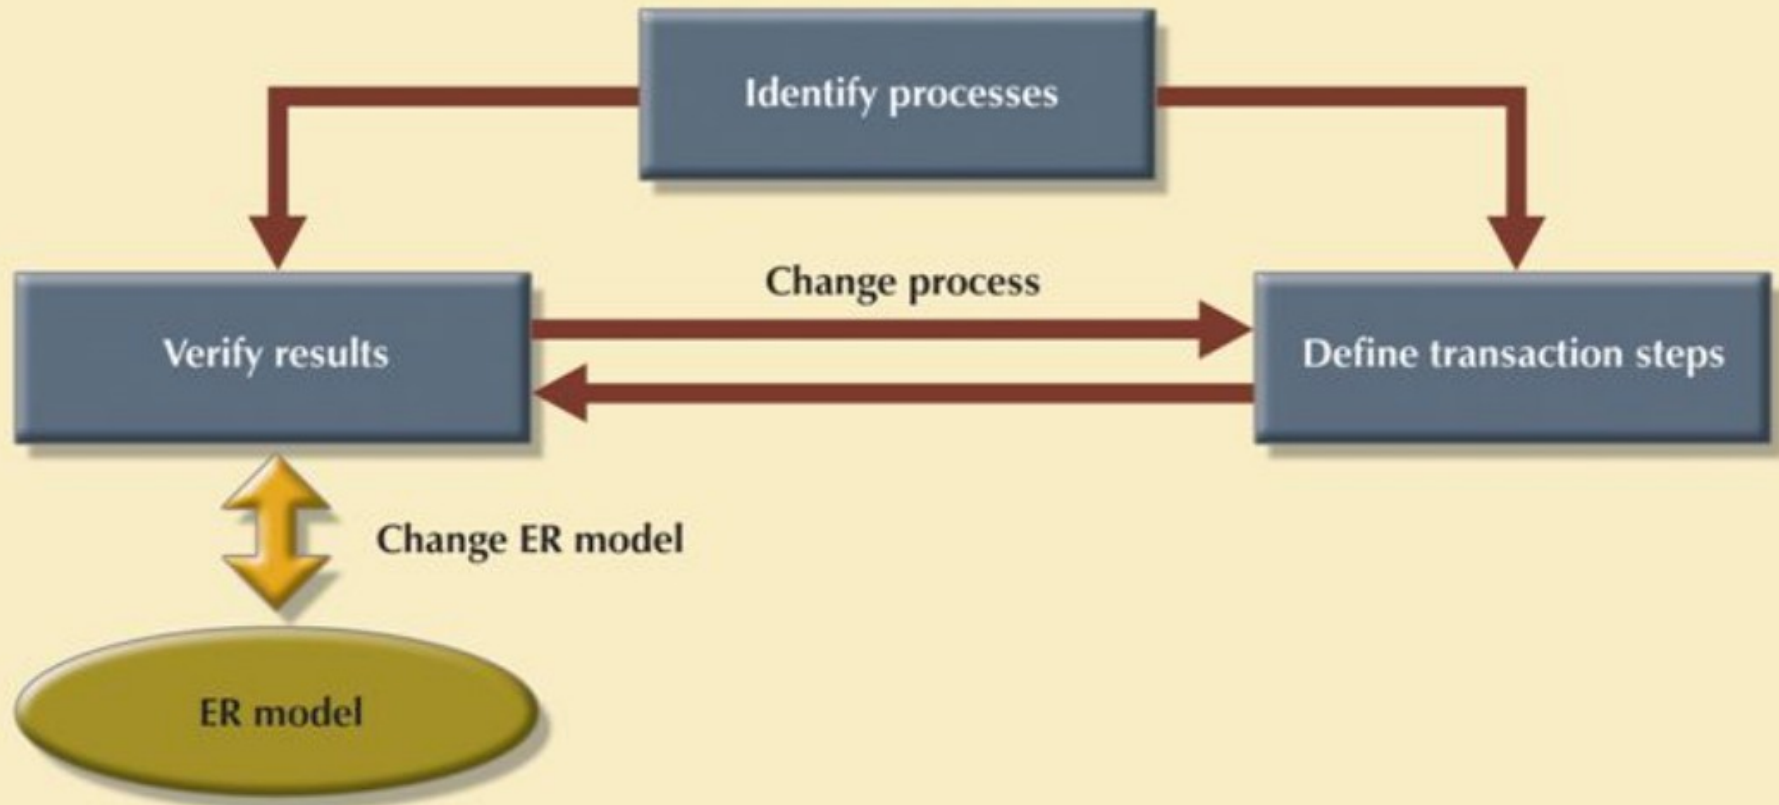 Identify processes
Change process
Verify results
Define transaction steps
Change ER model
ER model